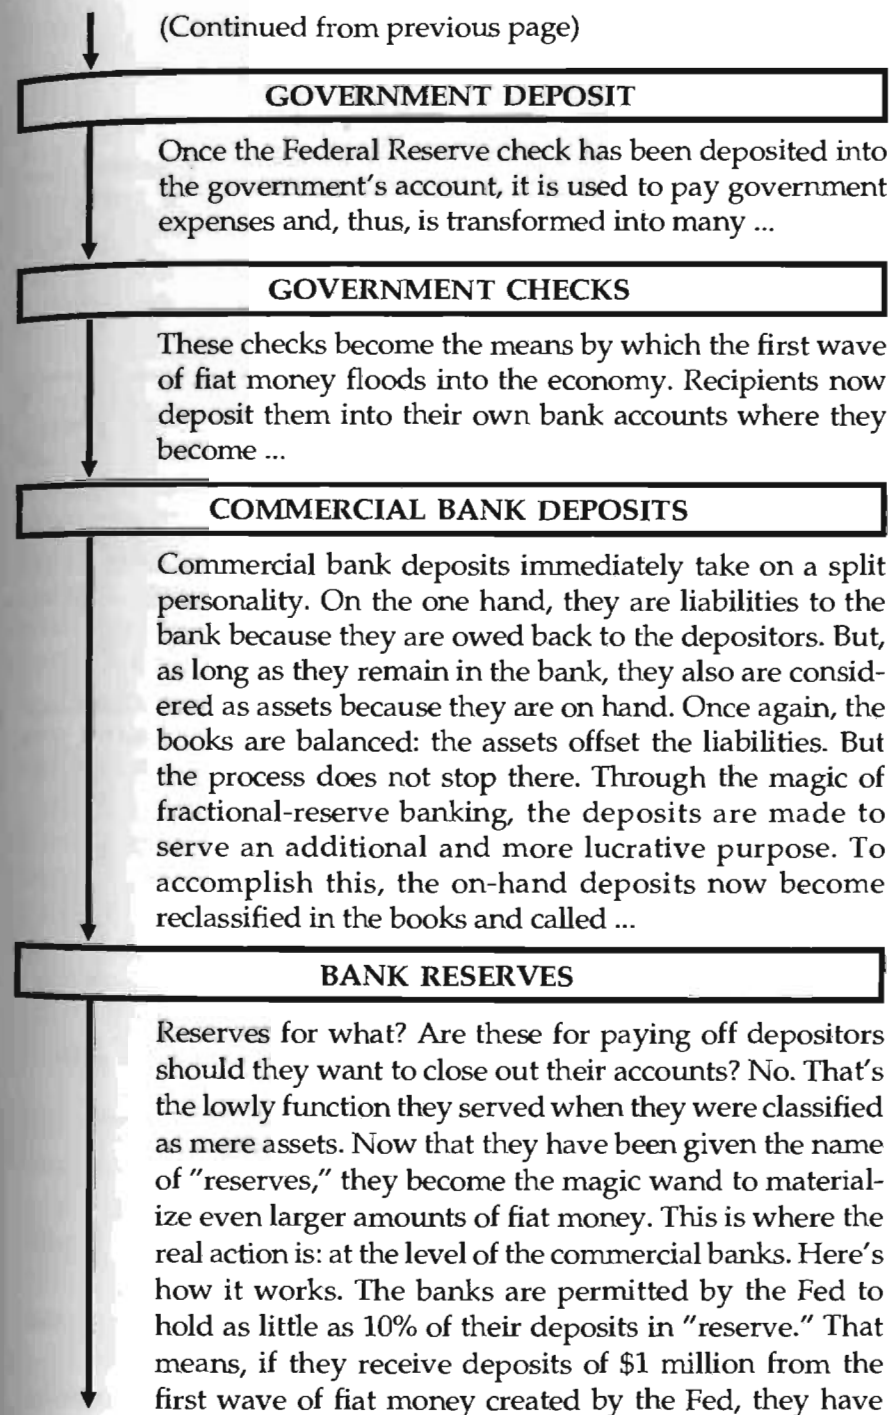 (Continued from previous page)
GOVERNMENT DEPOSIT
Once the Federal Reserve check has been deposited into
the government's account, it is used to pay government
expenses and, thus, is transformed into many ...
GOVERNMENT CHECKS
These checks become the means by which the first wave
of fiat money floods into the economy. Recipients now
deposit them into their own bank accounts where they
become ...
COMMERCIAL BANK DEPOSITS
Commercial bank deposits immediately take on a split
personality. On the one hand, they are liabilities to the
bank because they are owed back to the depositors. But,
as long as they remain in the bank, they also are consid-
ered as assets because they are on hand. Once again, the
books are balanced: the assets offset the liabilities. But
the process does not stop there. Through the magic of
fractional-reserve banking, the deposits are made to
serve an additional and more lucrative purpose. To
accomplish this, the on-hand deposits now become
reclassified in the books and called ...
BANK RESERVES
Reserves for what? Are these for paying off depositors
should they want to close out their accounts? No. That's
the lowly function they served when they were classified
as mere assets. Now that they have been given the name
of "reserves," they become the magic wand to material-
ize even larger amounts of fiat money. This is where the
real action is: at the level of the commercial banks. Here's
how it works. The banks are permitted by the Fed to
hold as little as 10% of their deposits in "reserve." That
means, if they receive deposits of $1 million from the
first wave of fiat money created by the Fed, they have